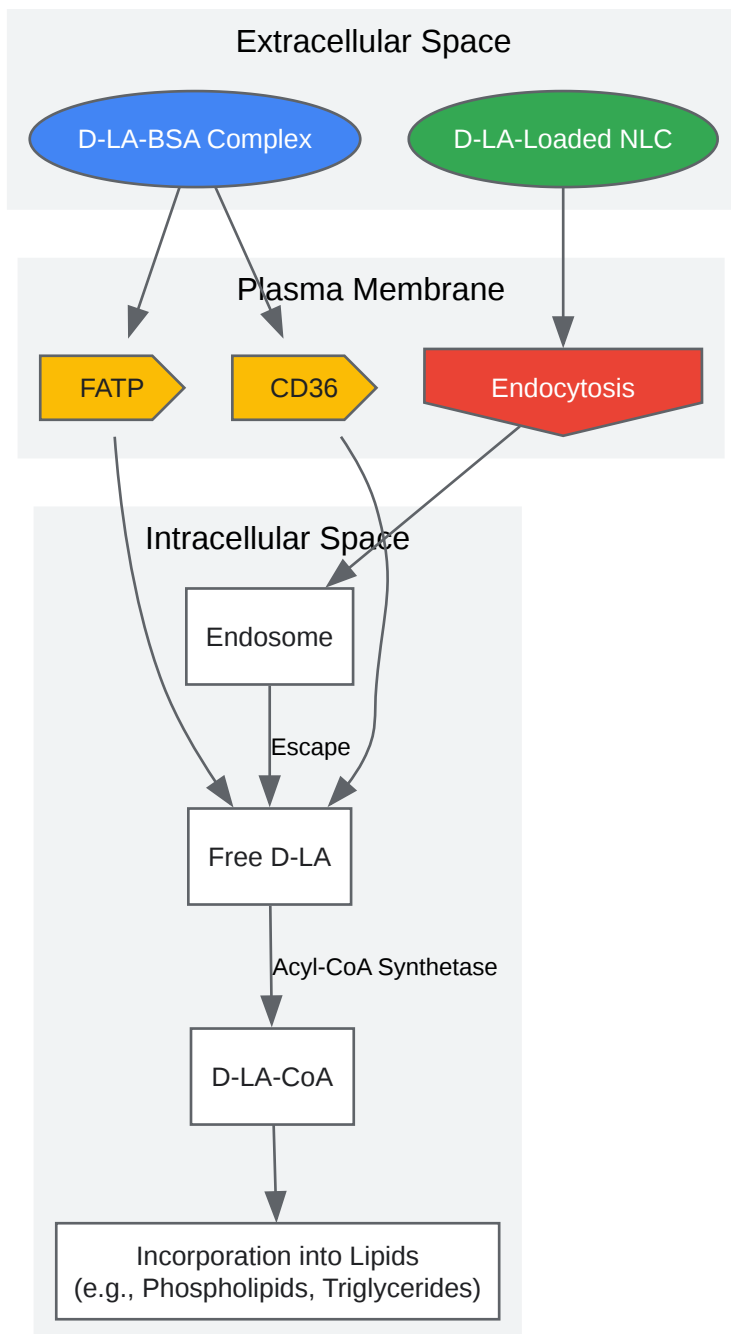 Extracellular Space
D-LA-BSA Complex
D-LA-Loaded NLC
Plasma Membrane
FATP
CD36
Endocytosis
Intracellular Space
Endosome
Escape
Free D-LA
Acyl-CoA Synthetase
D-LA-CoA
Incorporation into Lipids
(e.g., Phospholipids, Triglycerides)